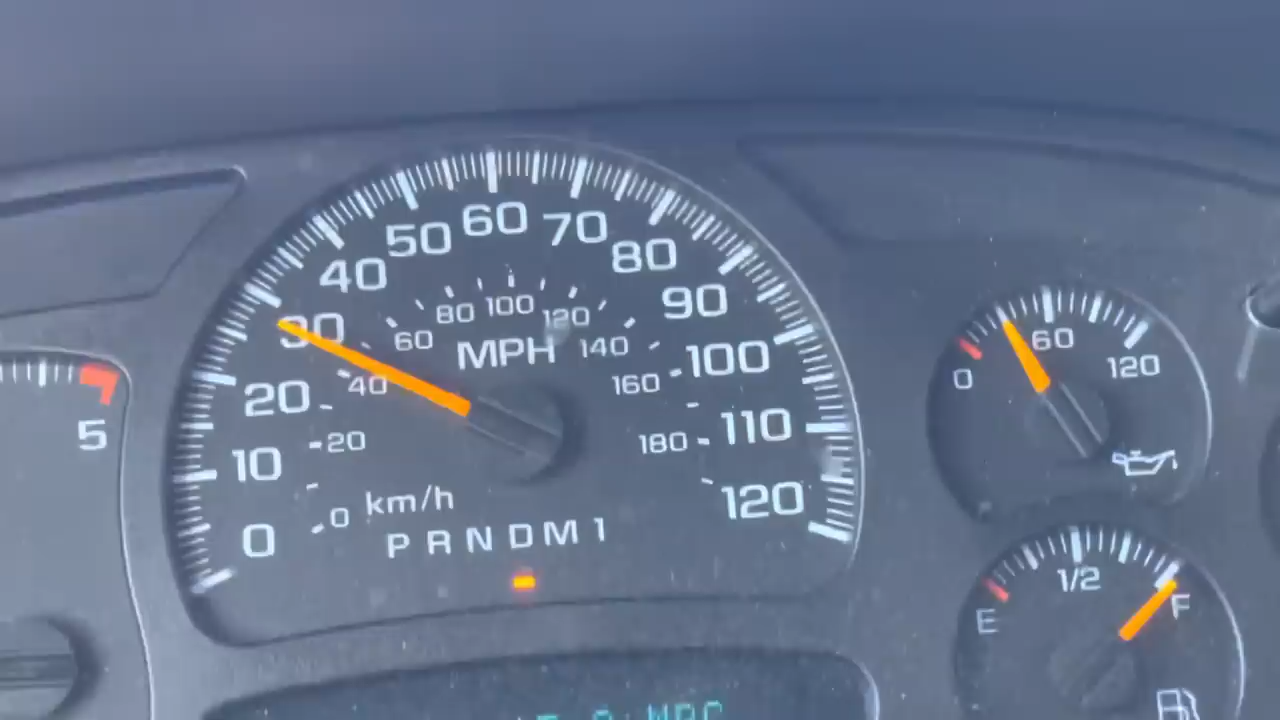 0 10 20 30 40 50 60 70 80 90 100 110 120
MPH
0 20 40 60 80 100 120 140 160 180
km/h
P R N D M 1
5
0 60 120
E 1/2 F